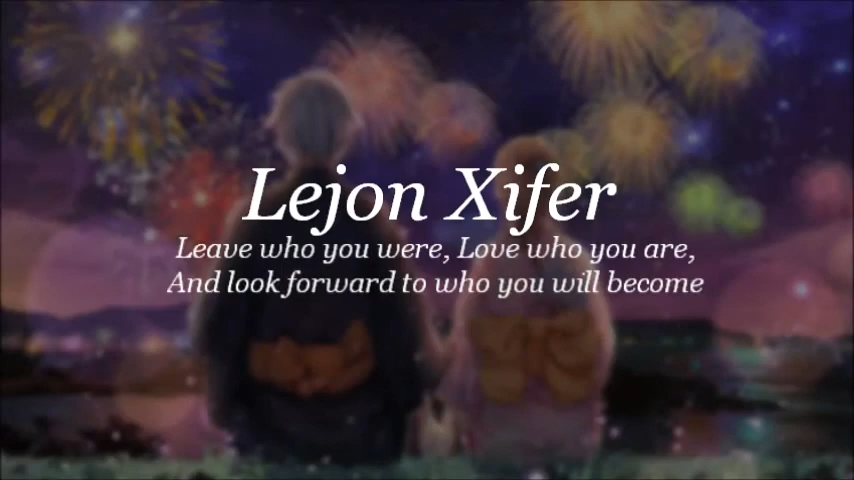 Lejon Xifer
Leave who you were, Love who you are,
And look forward to who you will become